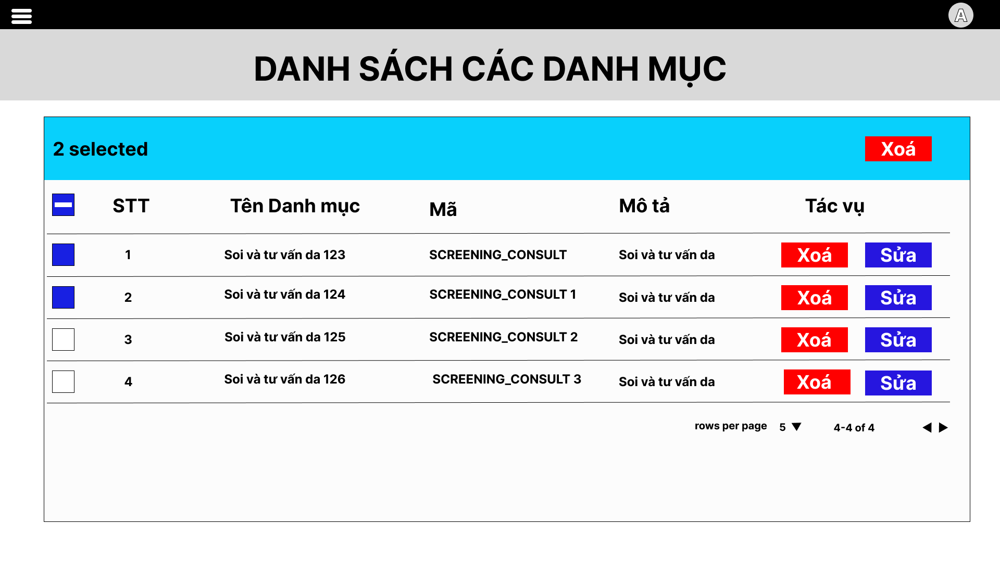 A
DANH SÁCH CÁC DANH MỤC
2 selected Xoá
STT Tên Danh mục Mã Mô tả Tác vụ
1 Soi và tư vấn da 123 SCREENING_CONSULT Soi và tư vấn da Xoá Sửa
2 Soi và tư vấn da 124 SCREENING_CONSULT 1 Soi và tư vấn da Xoá Sửa
3 Soi và tư vấn da 125 SCREENING_CONSULT 2 Soi và tư vấn da Xoá Sửa
4 Soi và tư vấn da 126 SCREENING_CONSULT 3 Soi và tư vấn da Xoá Sửa
rows per page 5 4-4 of 4